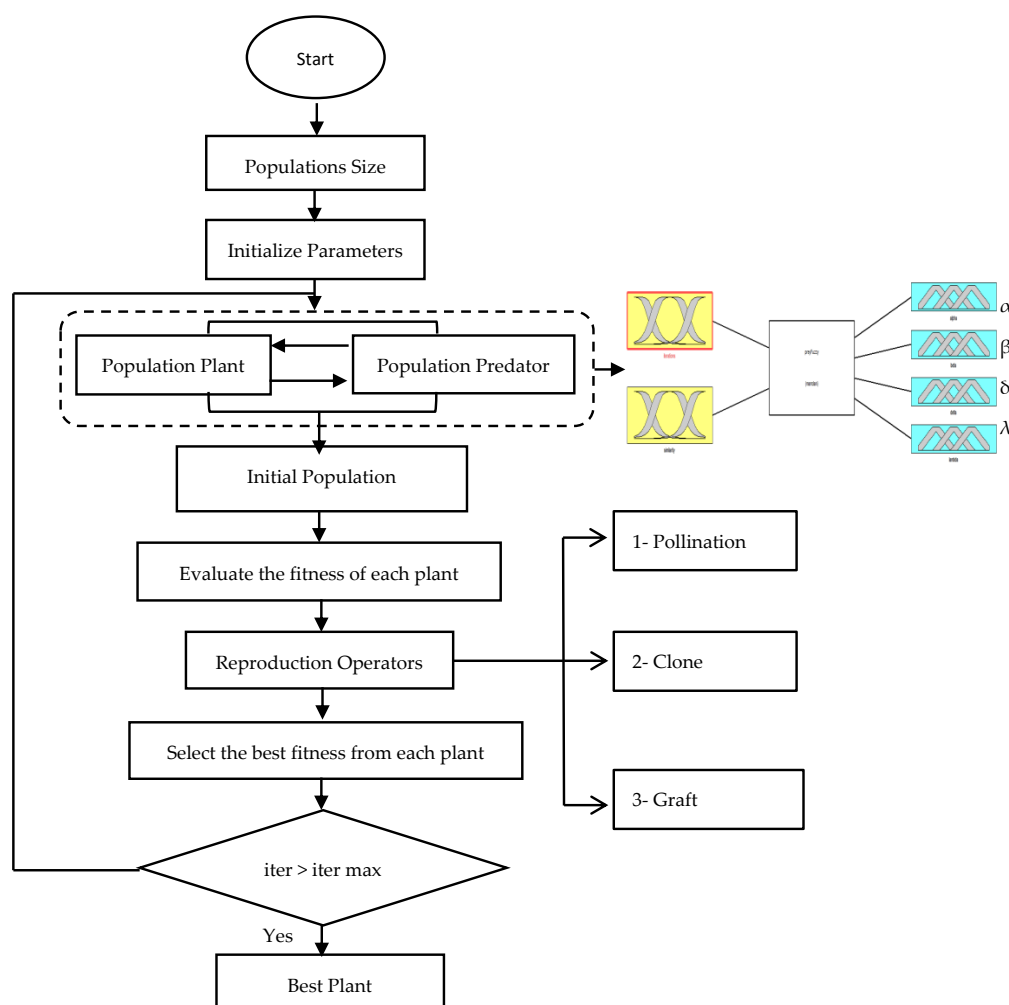 Start
Populations Size
Initialize Parameters
Population Plant
Population Predator
α
β
δ
λ
Initial Population
1- Pollination
Evaluate the fitness of each plant
Reproduction Operators
2- Clone
Select the best fitness from each plant
3- Graft
iter > iter max
Yes
Best Plant